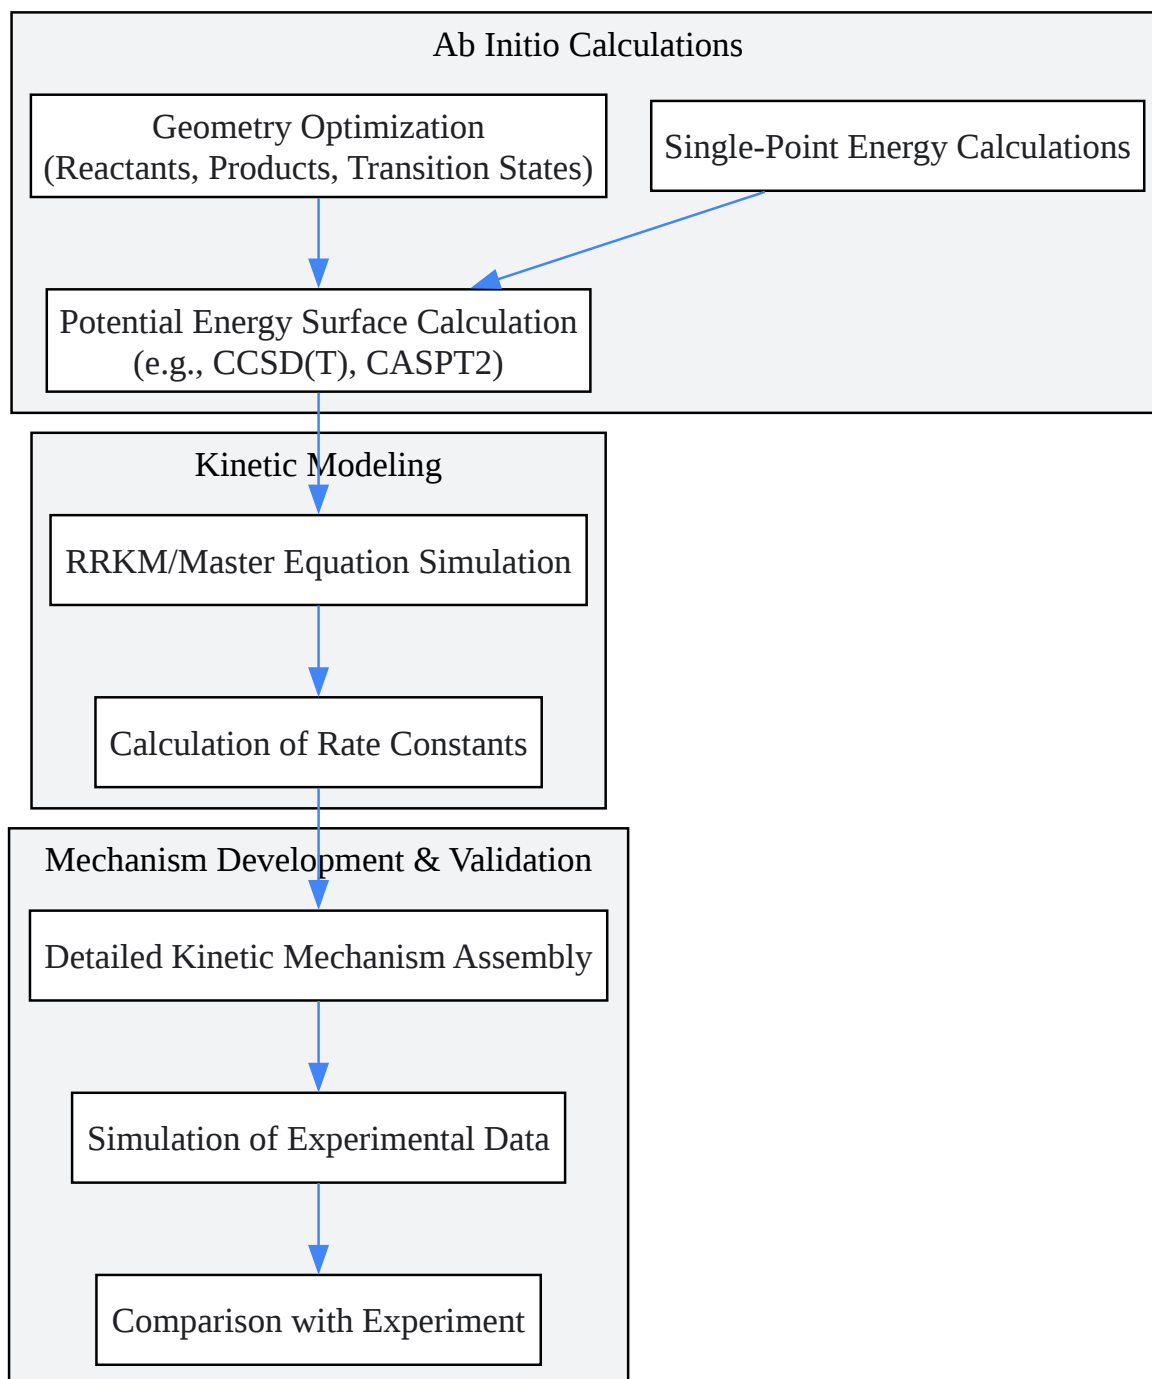 Ab Initio Calculations
Geometry Optimization
(Reactants, Products, Transition States)
Single-Point Energy Calculations
Potential Energy Surface Calculation
(e.g., CCSD(T), CASPT2)
Kinetic Modeling
RRKM/Master Equation Simulation
Calculation of Rate Constants
Mechanism Development & Validation
Detailed Kinetic Mechanism Assembly
Simulation of Experimental Data
Comparison with Experiment